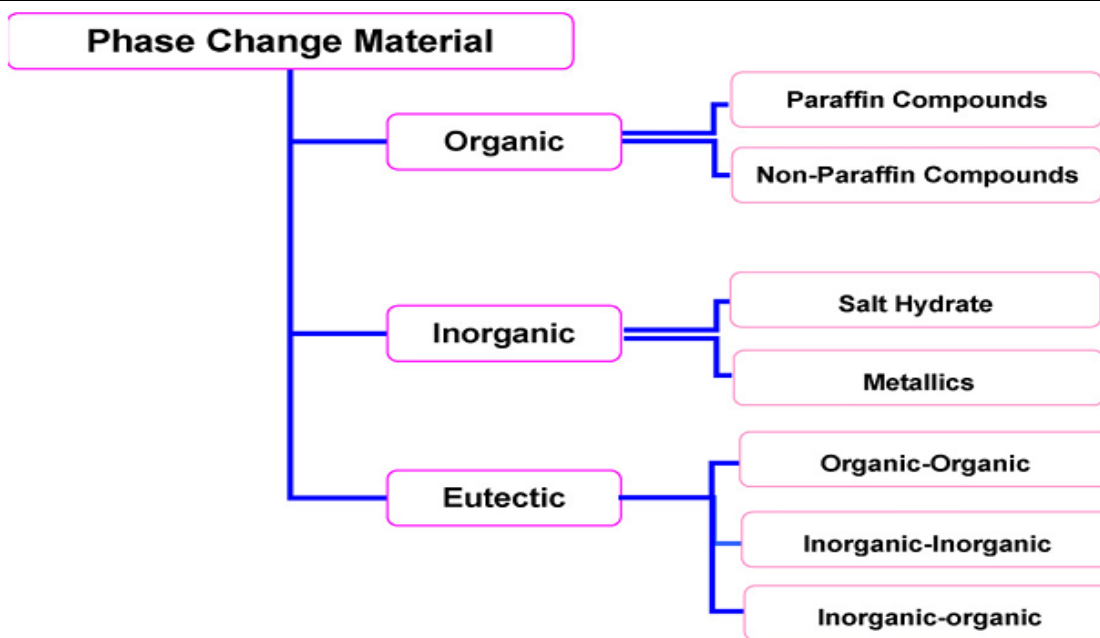 Phase Change Material
Organic
Paraffin Compounds
Non-Paraffin Compounds
Inorganic
Salt Hydrate
Metallics
Eutectic
Organic-Organic
Inorganic-Inorganic
Inorganic-organic